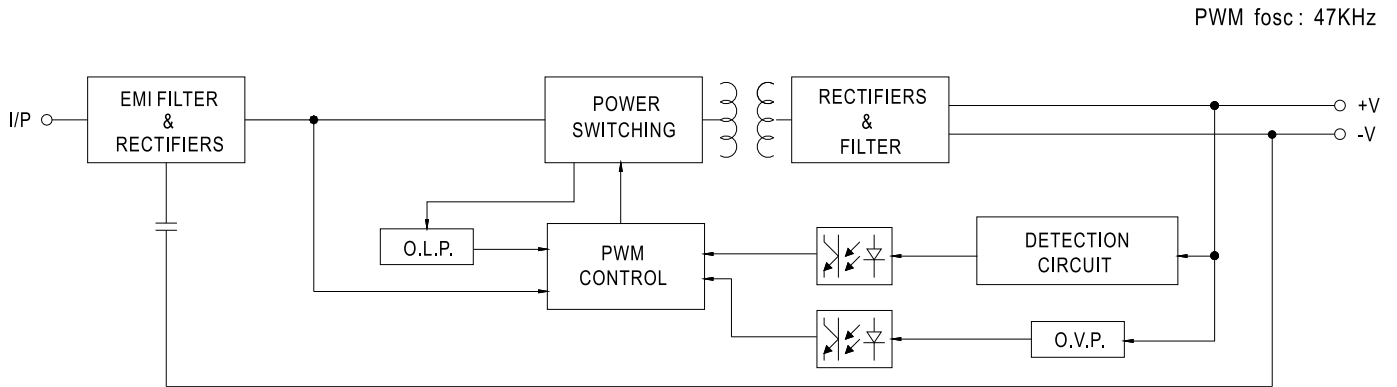 PWM fosc : 47KHz
I/P
EMI FILTER
&
RECTIFIERS
POWER
SWITCHING
RECTIFIERS
&
FILTER
+V
-V
O.L.P.
PWM
CONTROL
DETECTION
CIRCUIT
O.V.P.